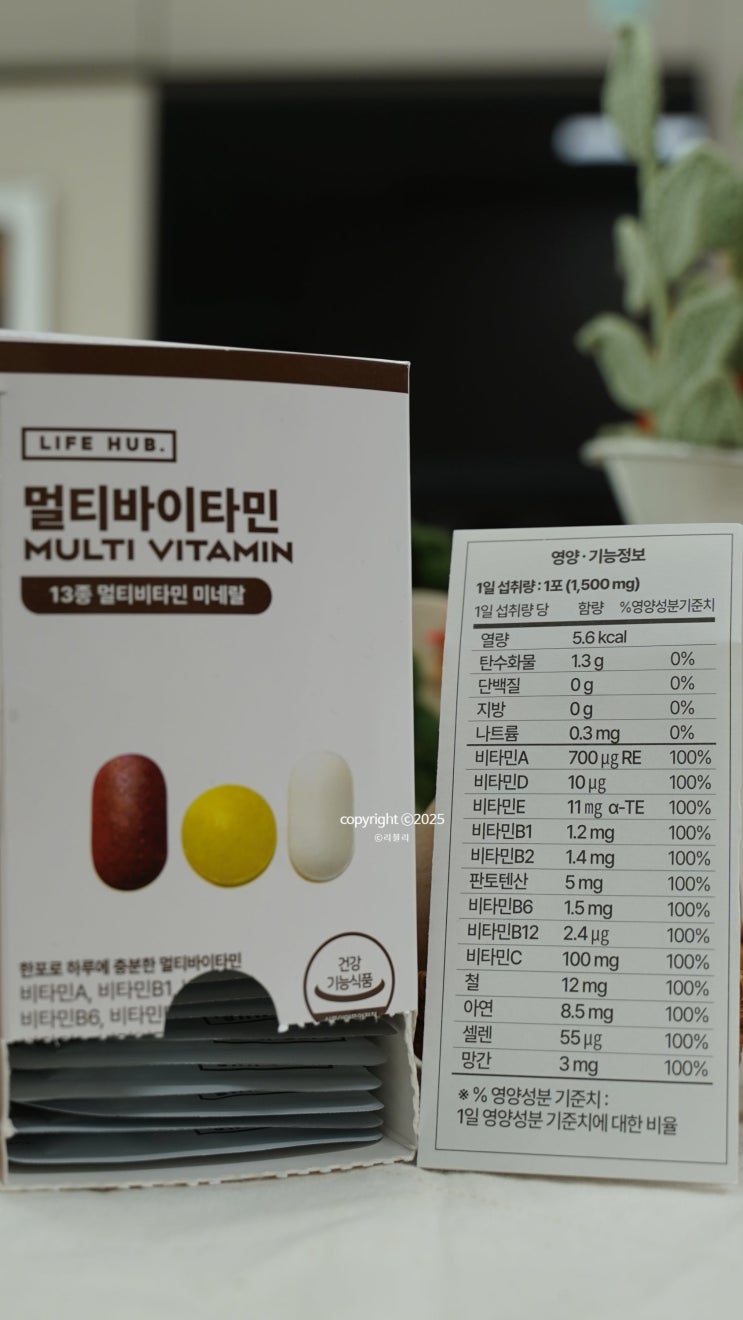 LIFE HUB.
멀티바이타민
MULTI VITAMIN
13종 멀티비타민 미네랄
한포로 하루에 충분한 멀티바이타민
비타민A, 비타민B1
비타민B6, 비타민
건강
기능식품
copyright ©2025
©리뷸리
영양·기능정보
1일 섭취량 : 1포 (1,500 mg)
1일 섭취량 당 함량 %영양성분기준치
열량 5.6 kcal
탄수화물 1.3 g 0%
단백질 0 g 0%
지방 0 g 0%
나트륨 0.3 mg 0%
비타민A 700 μg RE 100%
비타민D 10 μg 100%
비타민E 11 mg α-TE 100%
비타민B1 1.2 mg 100%
비타민B2 1.4 mg 100%
판토텐산 5 mg 100%
비타민B6 1.5 mg 100%
비타민B12 2.4 μg 100%
비타민C 100 mg 100%
철 12 mg 100%
아연 8.5 mg 100%
셀렌 55 μg 100%
망간 3 mg 100%
※ % 영양성분 기준치 :
1일 영양성분 기준치에 대한 비율